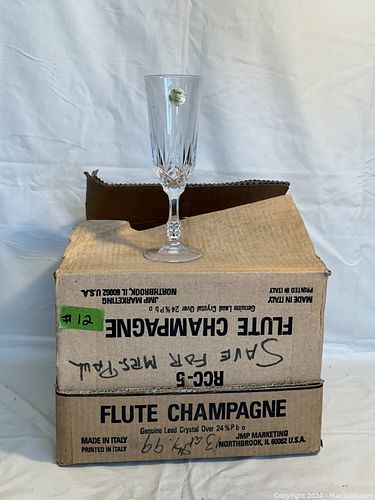 MADE IN ITALY
PRINTED IN ITALY
JMP MARKETING
NORTHBROOK, IL 60062 U.S.A.
Genuine Lead Crystal Over 24%Pbo
# 12
FLUTE CHAMPAGNE
SAVE FOR MRS. PAUL
RCC-5
FLUTE CHAMPAGNE
Genuine Lead Crystal Over 24%Pbo
MADE IN ITALY
PRINTED IN ITALY
JMP MARKETING
NORTHBROOK, IL 60062 U.S.A.
Copyright 2024 - MaxSold.com